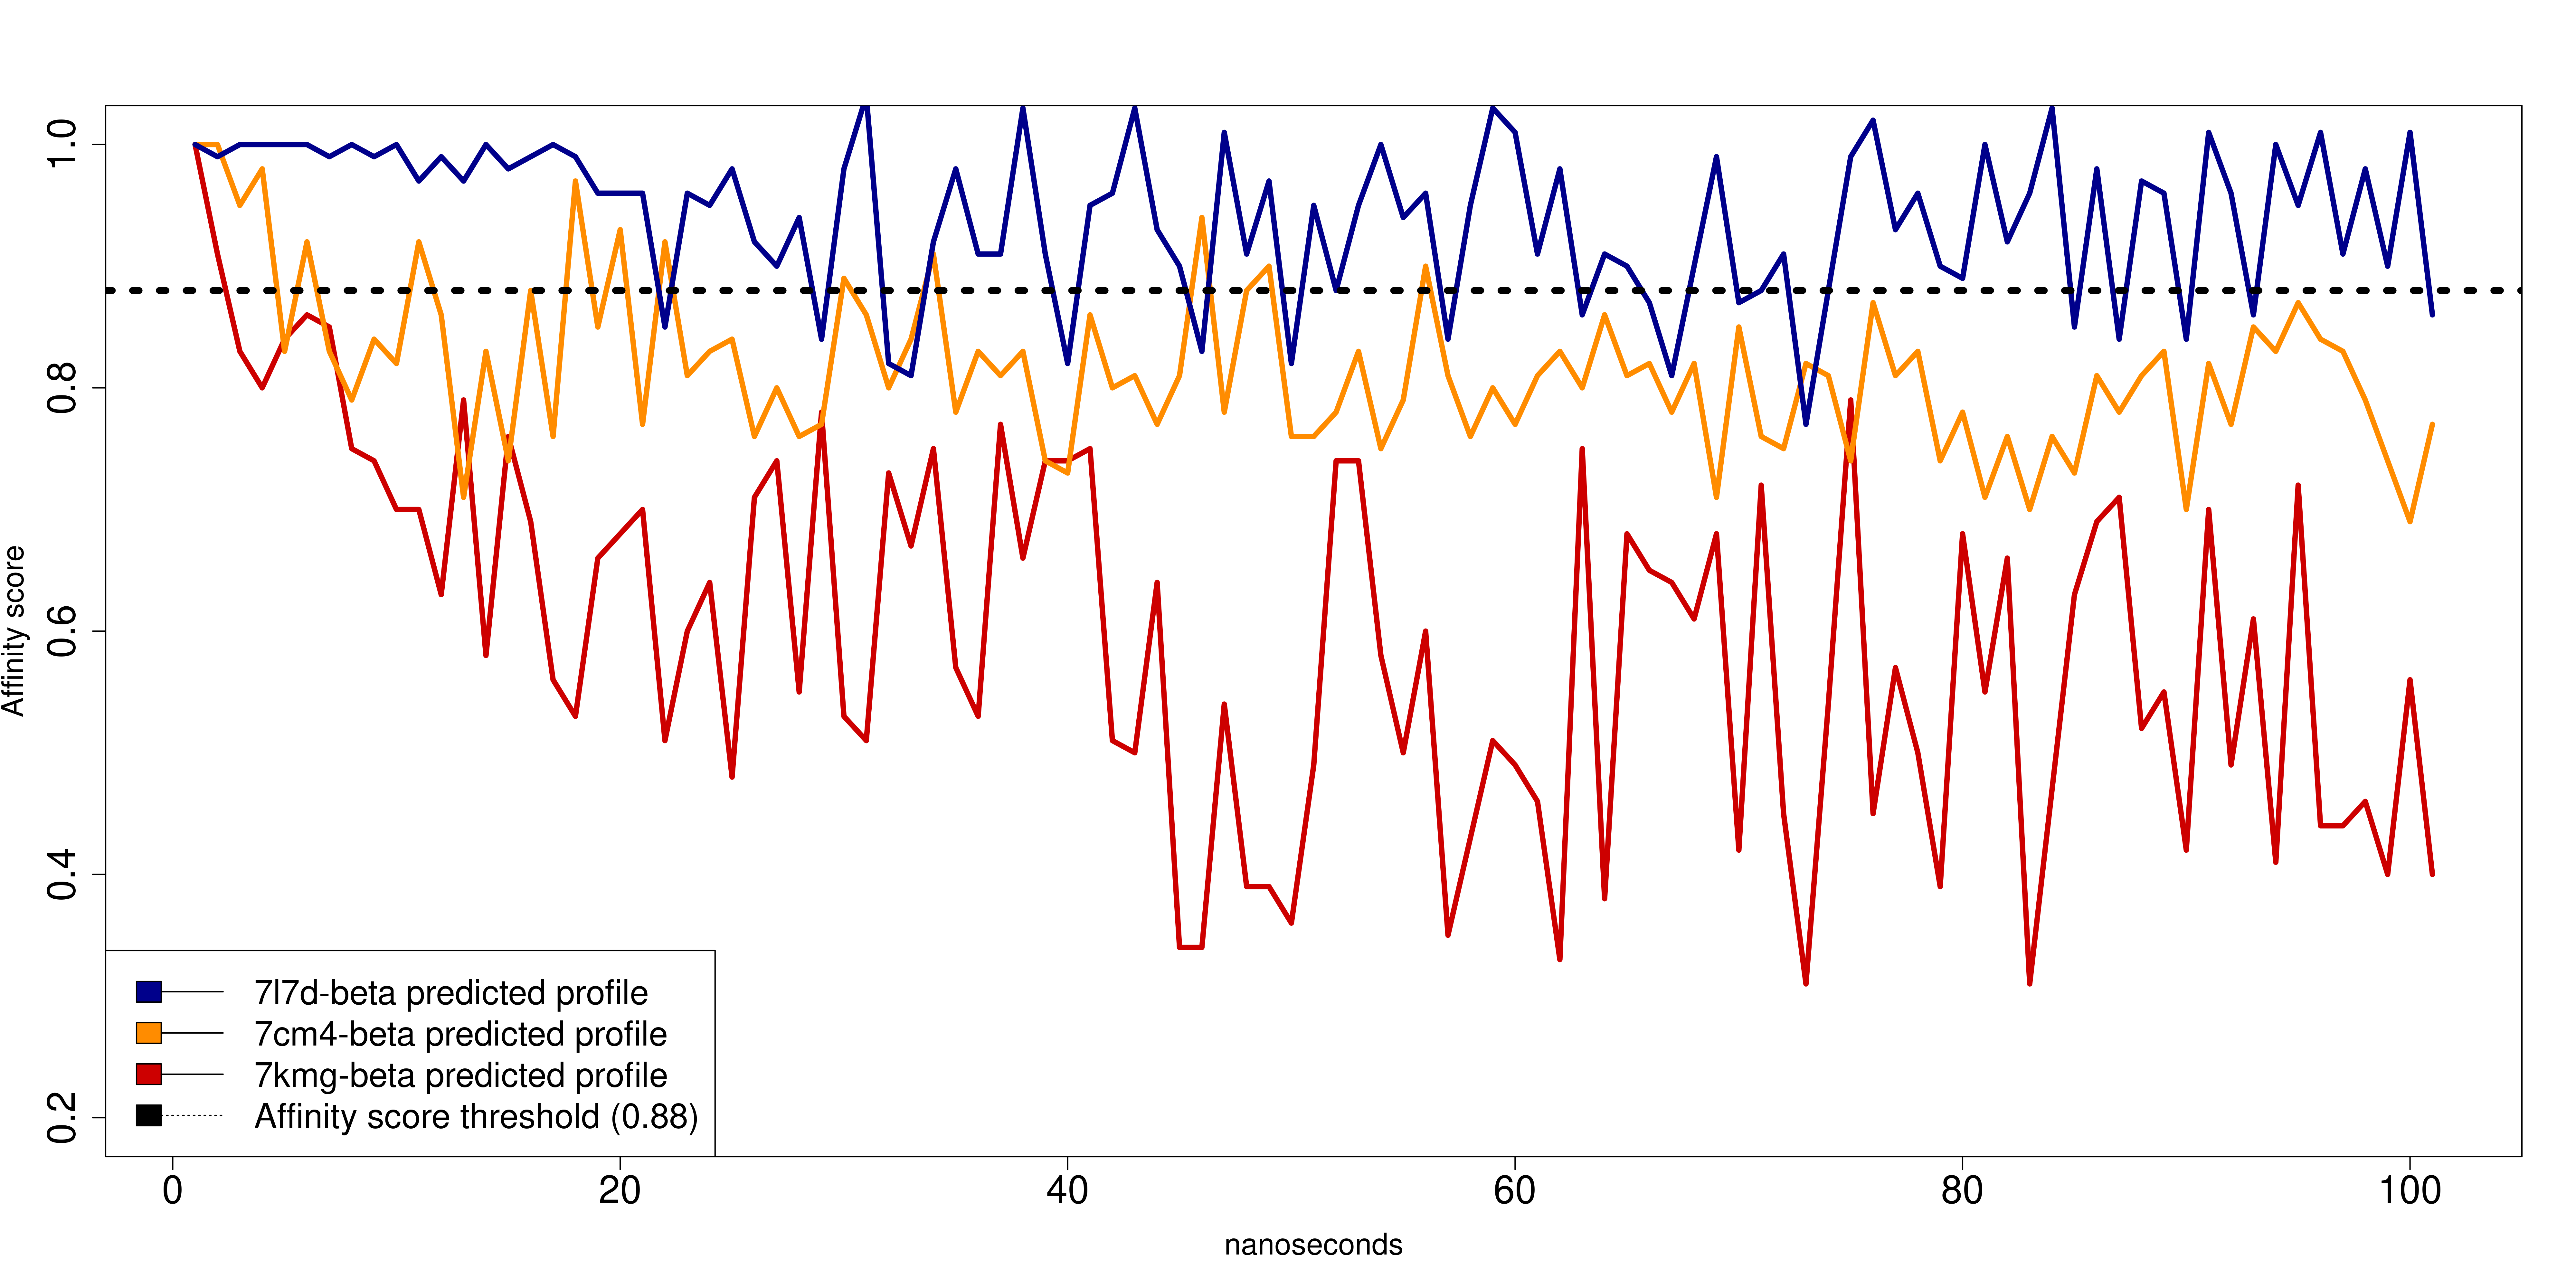 Affinity score
1.0
0.8
0.6
0.4
0.2
7l7d-beta predicted profile
7cm4-beta predicted profile
7kmg-beta predicted profile
Affinity score threshold (0.88)
0 20 40 60 80 100
nanoseconds